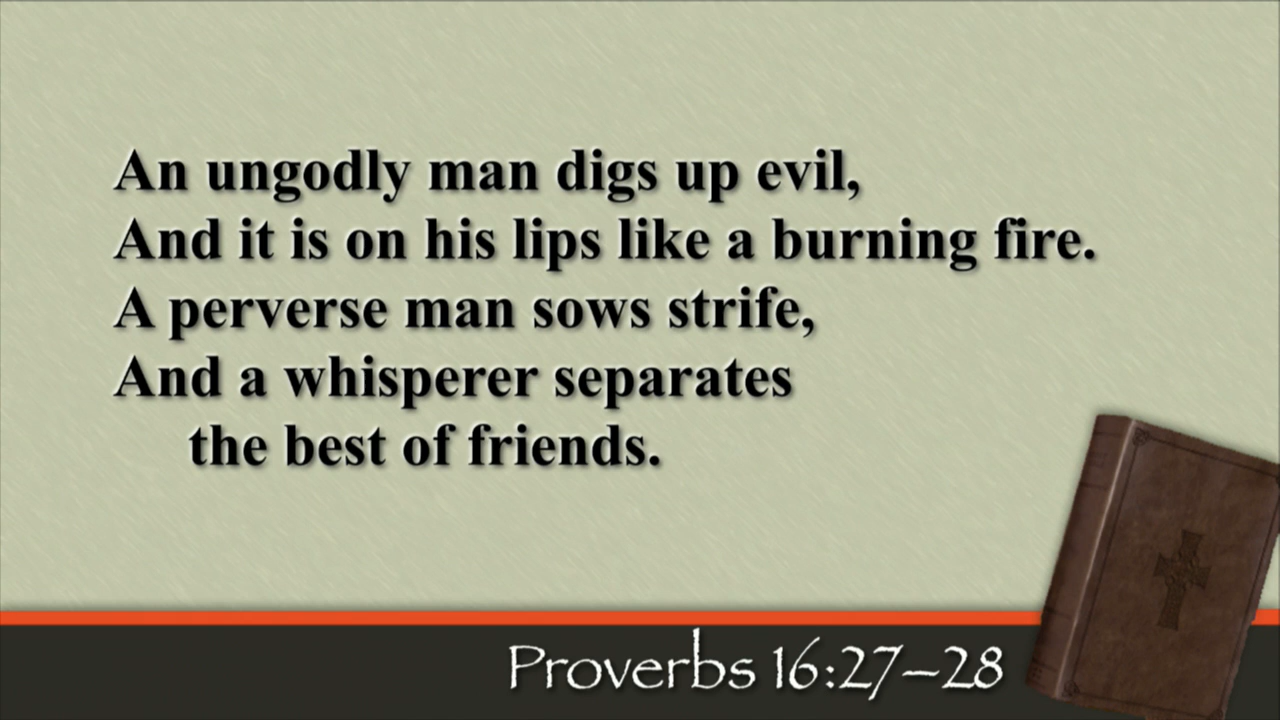 An ungodly man digs up evil,
And it is on his lips like a burning fire.
A perverse man sows strife,
And a whisperer separates
the best of friends.
Proverbs 16:27–28